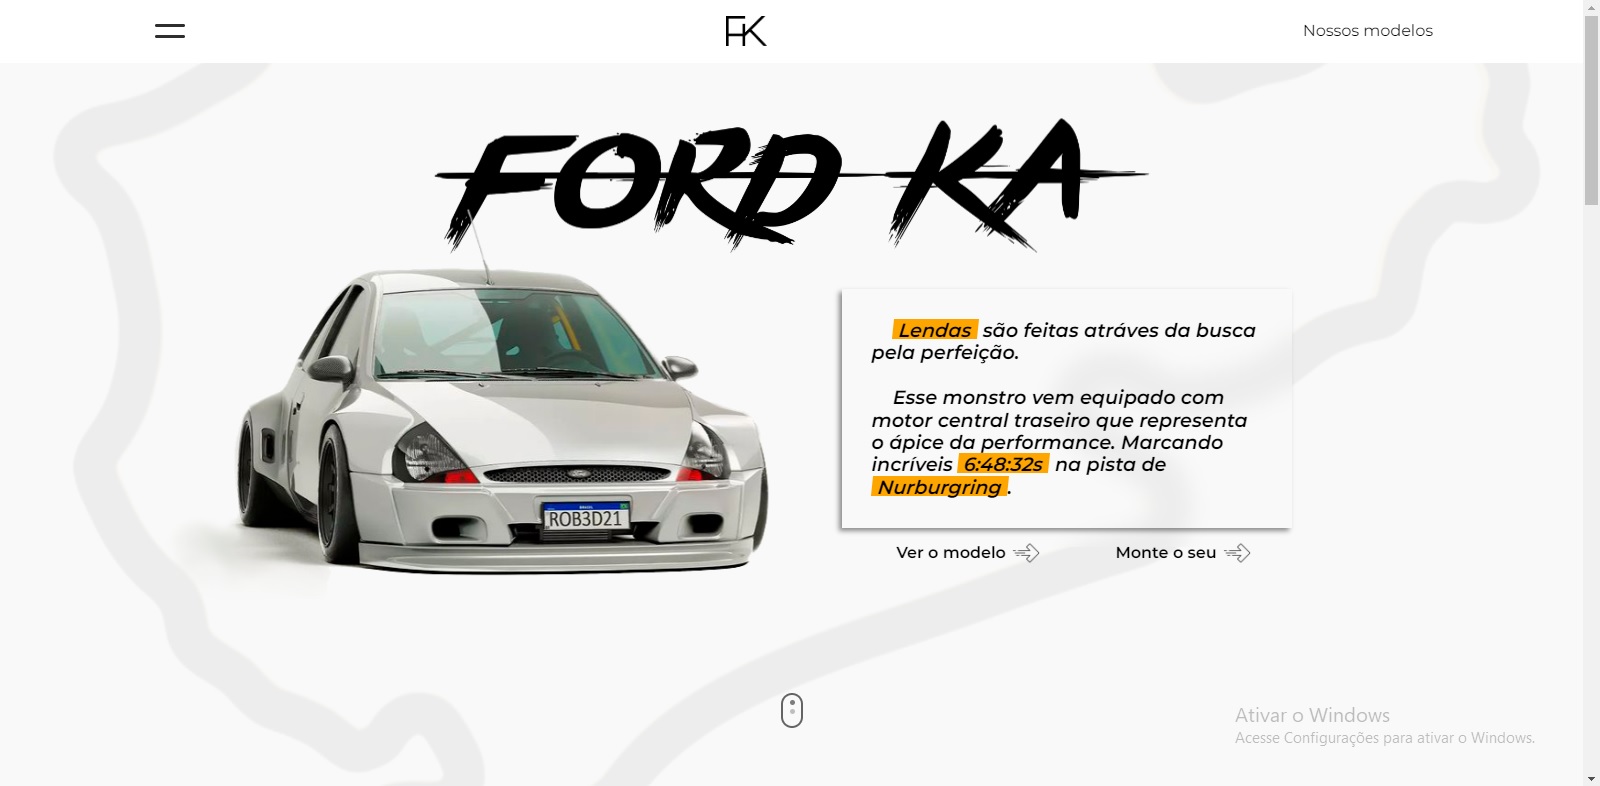 FK
Nossos modelos
FORD KA
Lendas são feitas atráves da busca
pela perfeição.
Esse monstro vem equipado com
motor central traseiro que representa
o ápice da performance. Marcando
incríveis 6:48:32s na pista de
Nurburgring.
BRASIL
ROB3D21
Ver o modelo
Monte o seu
Ativar o Windows
Acesse Configurações para ativar o Windows.